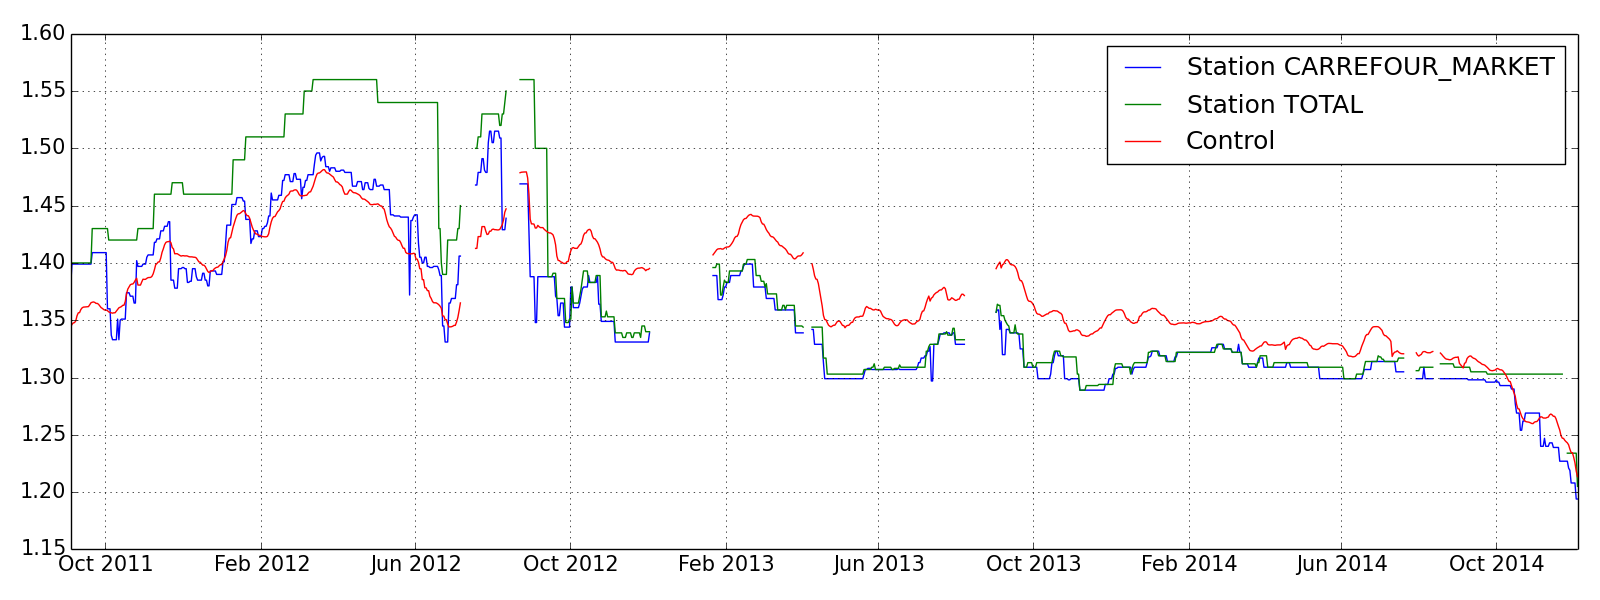 1.60
1.55
1.50
1.45
1.40
1.35
1.30
1.25
1.20
1.15
Station CARREFOUR_MARKET
Station TOTAL
Control
Oct 2011 Feb 2012 Jun 2012 Oct 2012 Feb 2013 Jun 2013 Oct 2013 Feb 2014 Jun 2014 Oct 2014